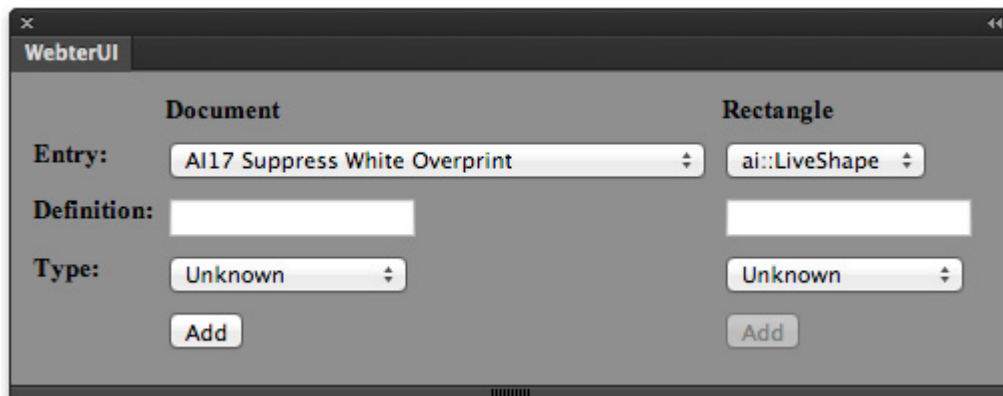 WebterUI
Document Rectangle
Entry: AI17 Suppress White Overprint ai::LiveShape
Definition:
Type: Unknown Unknown
Add Add